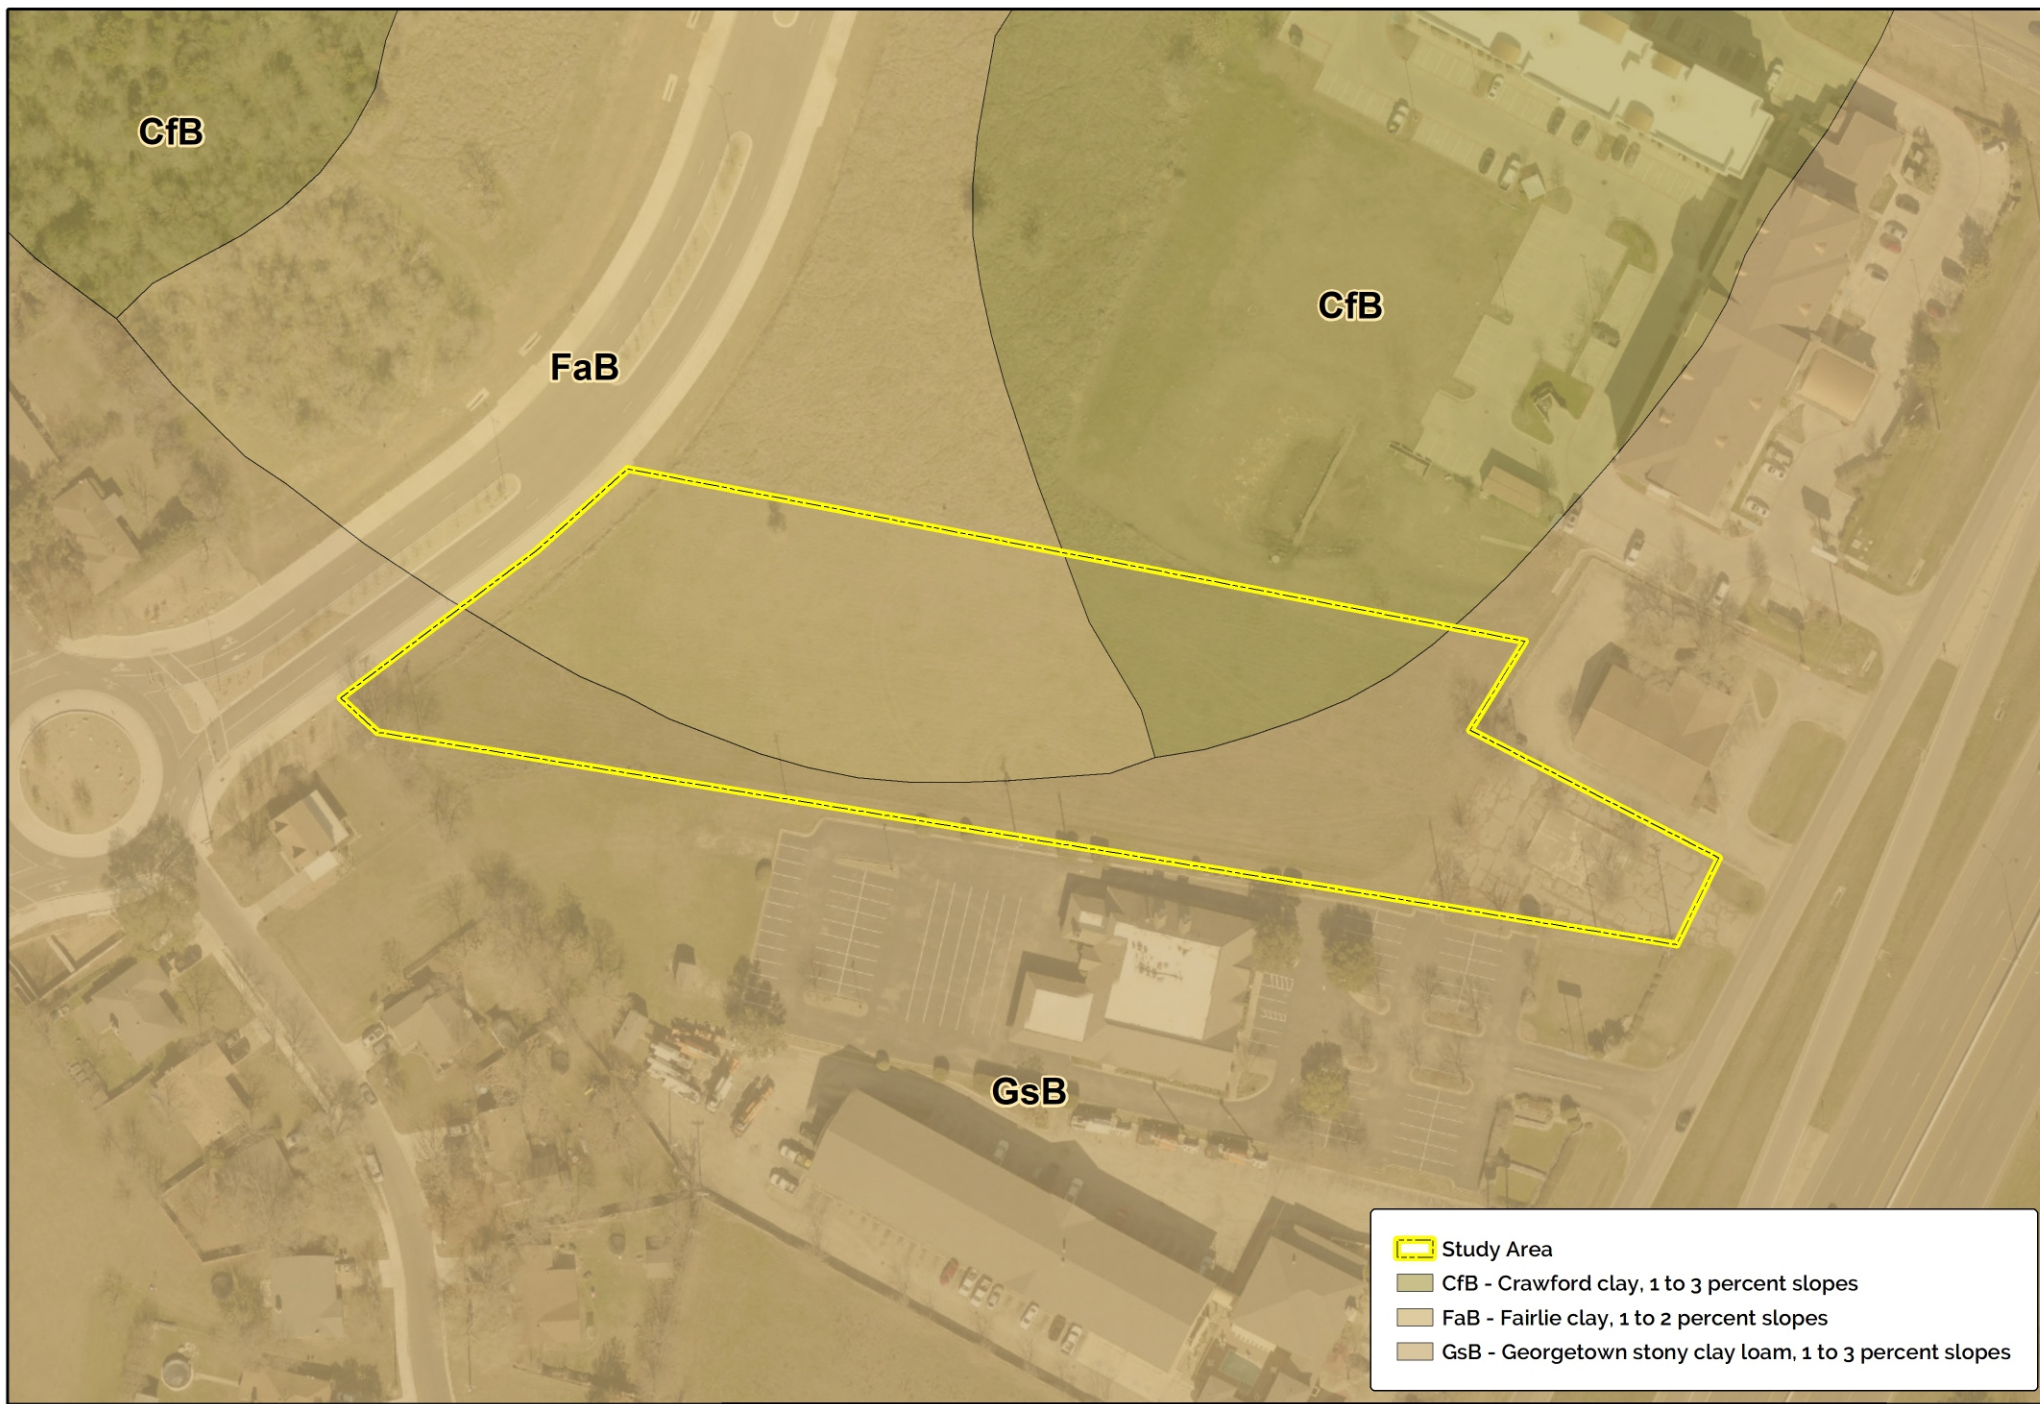 CfB
CfB
FaB
GsB
Study Area
CfB - Crawford clay, 1 to 3 percent slopes
FaB - Fairlie clay, 1 to 2 percent slopes
GsB - Georgetown stony clay loam, 1 to 3 percent slopes